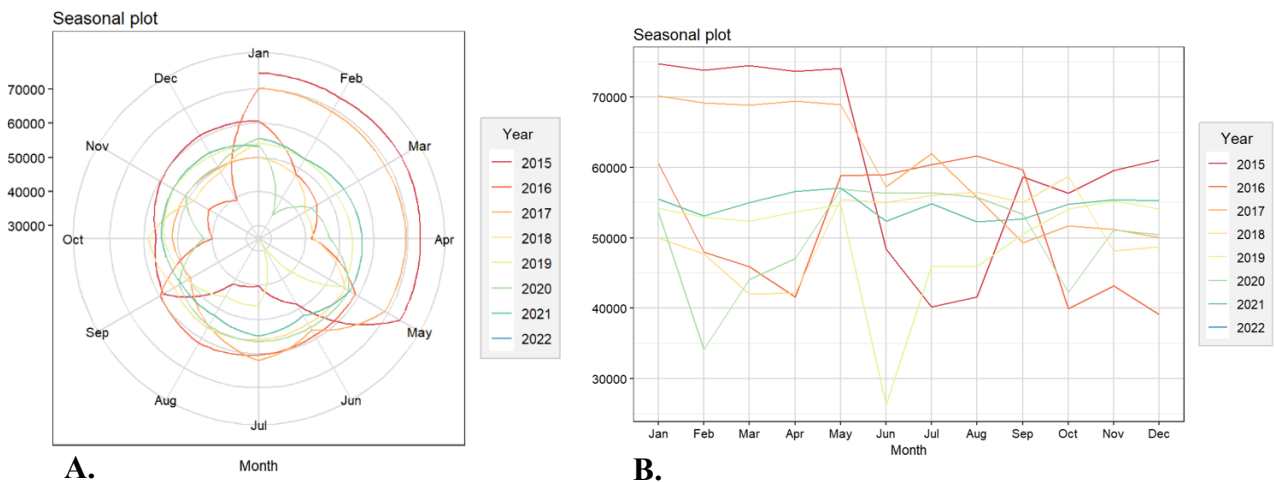 Seasonal plot
Jan
Feb
Mar
Apr
May
Jun
Jul
Aug
Sep
Oct
Nov
Dec
70000
60000
50000
40000
30000
Month
Year
2015
2016
2017
2018
2019
2020
2021
2022
A.
Seasonal plot
70000
60000
50000
40000
30000
Jan Feb Mar Apr May Jun Jul Aug Sep Oct Nov Dec
Month
Year
2015
2016
2017
2018
2019
2020
2021
2022
B.